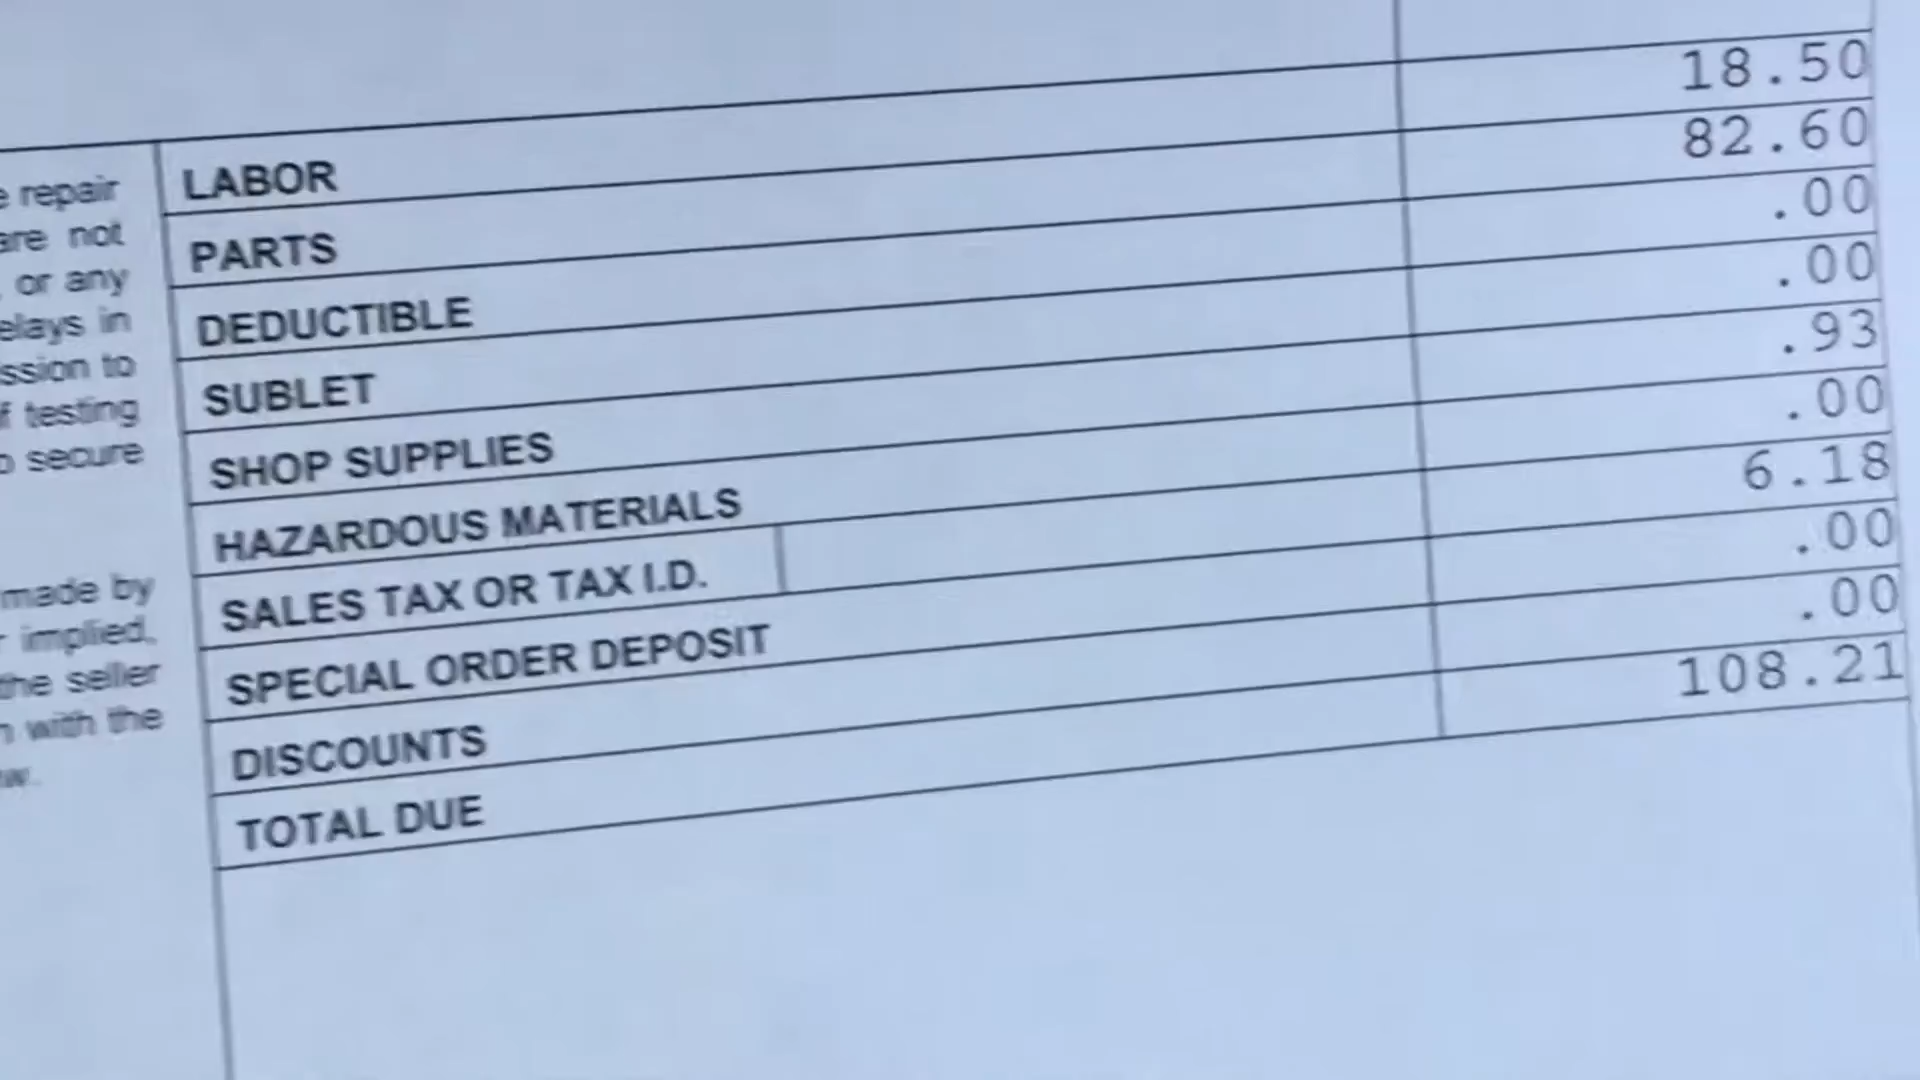 e repair
are not
, or any
elays in
ssion to
f testing
o secure
made by
r implied,
the seller
n with the
w.
LABOR 18.50
PARTS 82.60
DEDUCTIBLE .00
SUBLET .00
SHOP SUPPLIES .93
HAZARDOUS MATERIALS .00
SALES TAX OR TAX I.D. 6.18
SPECIAL ORDER DEPOSIT .00
DISCOUNTS .00
TOTAL DUE 108.21